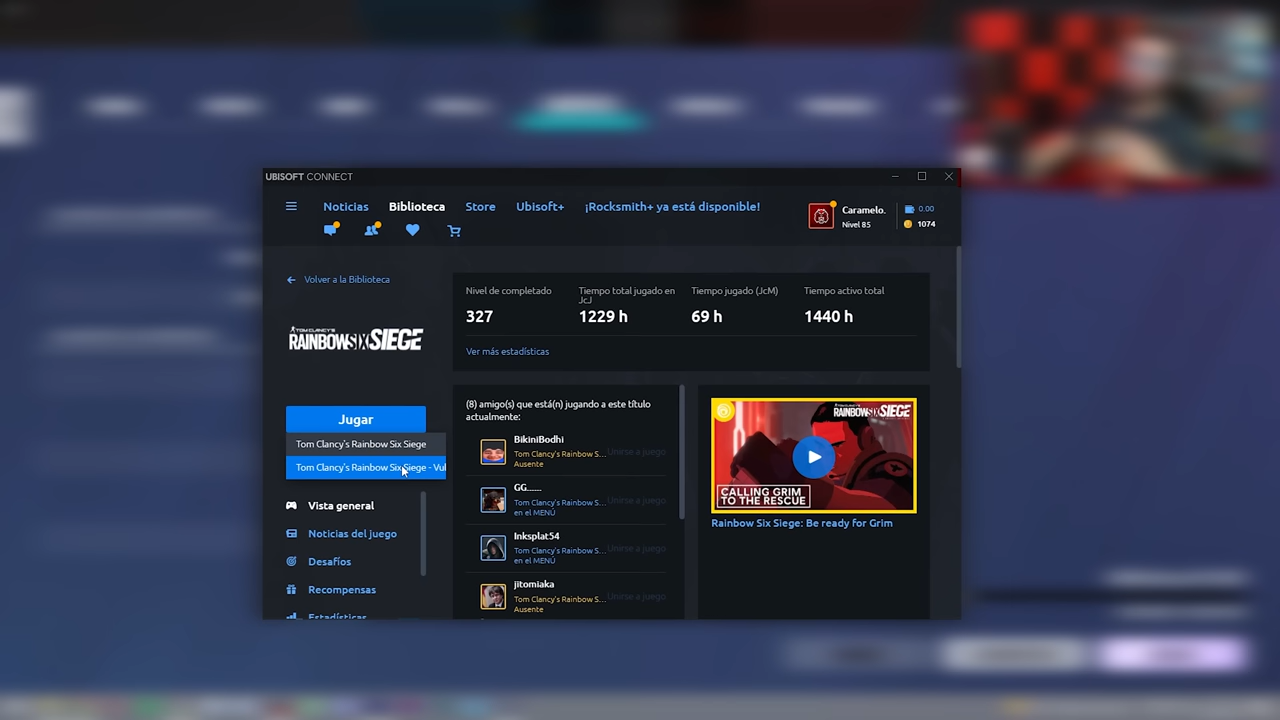 UBISOFT CONNECT
Noticias Biblioteca Store Ubisoft+ ¡Rocksmith+ ya está disponible!
Caramelo.
Nivel 85
0.00
1074
Volver a la Biblioteca
TOM CLANCY'S
RAINBOW SIX SIEGE
Jugar
Tom Clancy's Rainbow Six Siege
Tom Clancy's Rainbow Six Siege - Vul
Vista general
Noticias del juego
Desafíos
Recompensas
Estadísticas
Nivel de completado
327
Tiempo total jugado en
JcJ
1229 h
Tiempo jugado (JcM)
69 h
Tiempo activo total
1440 h
Ver más estadísticas
(8) amigo(s) que está(n) jugando a este título
actualmente:
BikiniBodhi
Tom Clancy's Rainbow S... Unirse a juego
Ausente
GG......
Tom Clancy's Rainbow S... Unirse a juego
en el MENÚ
Inksplat54
Tom Clancy's Rainbow S... Unirse a juego
en el MENÚ
jitomiaka
Tom Clancy's Rainbow S... Unirse a juego
Ausente
TOM CLANCY'S
RAINBOW SIX SIEGE
CALLING GRIM
TO THE RESCUE
Rainbow Six Siege: Be ready for Grim